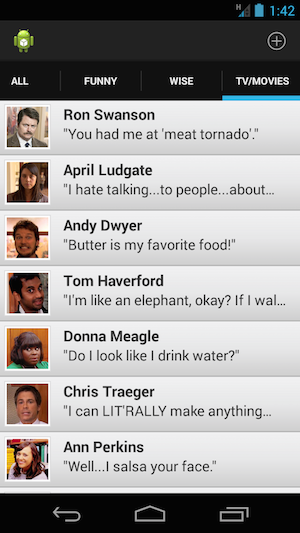 H 1:42
ALL FUNNY WISE TV/MOVIES
Ron Swanson
"You had me at 'meat tornado'."
April Ludgate
"I hate talking...to people...about...
Andy Dwyer
"Butter is my favorite food!"
Tom Haverford
"I'm like an elephant, okay? If I wal...
Donna Meagle
"Do I look like I drink water?"
Chris Traeger
"I can LIT'RALLY make anything...
Ann Perkins
"Well...I salsa your face."